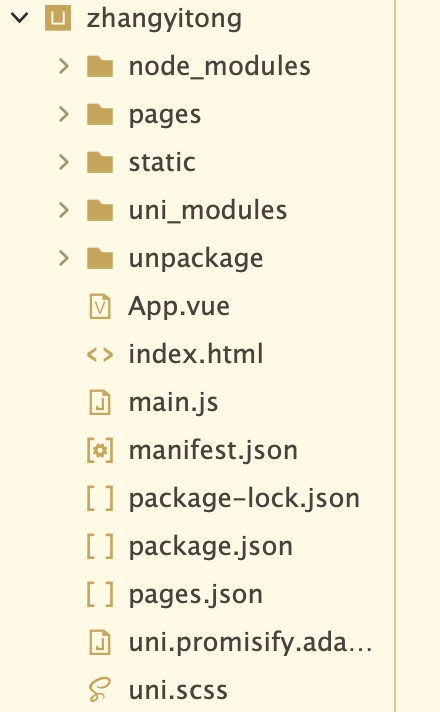 zhangyitong
node_modules
pages
static
uni_modules
unpackage
App.vue
index.html
main.js
manifest.json
package-lock.json
package.json
pages.json
uni.promisify.ada...
uni.scss